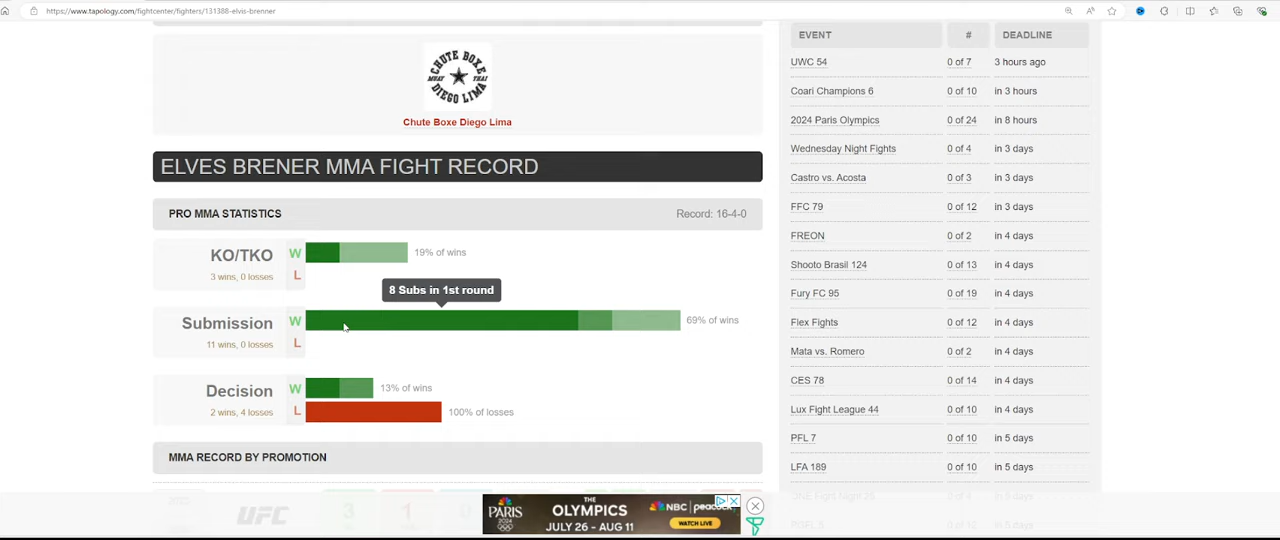 https://www.tapology.com/fightcenter/fighters/131388-elvis-brenner
CHUTE BOXE
MUAY THAI
DIEGO LIMA
Chute Boxe Diego Lima
ELVES BRENER MMA FIGHT RECORD
PRO MMA STATISTICS Record: 16-4-0
KO/TKO W 19% of wins
3 wins, 0 losses L
8 Subs in 1st round
Submission W 69% of wins
11 wins, 0 losses L
Decision W 13% of wins
2 wins, 4 losses L 100% of losses
MMA RECORD BY PROMOTION
UFC 3 1 0
EVENT # DEADLINE
UWC 54 0 of 7 3 hours ago
Coari Champions 6 0 of 10 in 3 hours
2024 Paris Olympics 0 of 24 in 8 hours
Wednesday Night Fights 0 of 4 in 3 days
Castro vs. Acosta 0 of 3 in 3 days
FFC 79 0 of 12 in 3 days
FREON 0 of 2 in 4 days
Shooto Brasil 124 0 of 13 in 4 days
Fury FC 95 0 of 19 in 4 days
Flex Fights 0 of 12 in 4 days
Mata vs. Romero 0 of 2 in 4 days
CES 78 0 of 14 in 4 days
Lux Fight League 44 0 of 10 in 4 days
PFL 7 0 of 10 in 5 days
LFA 189 0 of 10 in 5 days
PARIS
2024
THE
OLYMPICS
JULY 26 - AUG 11
NBC peacock
WATCH LIVE